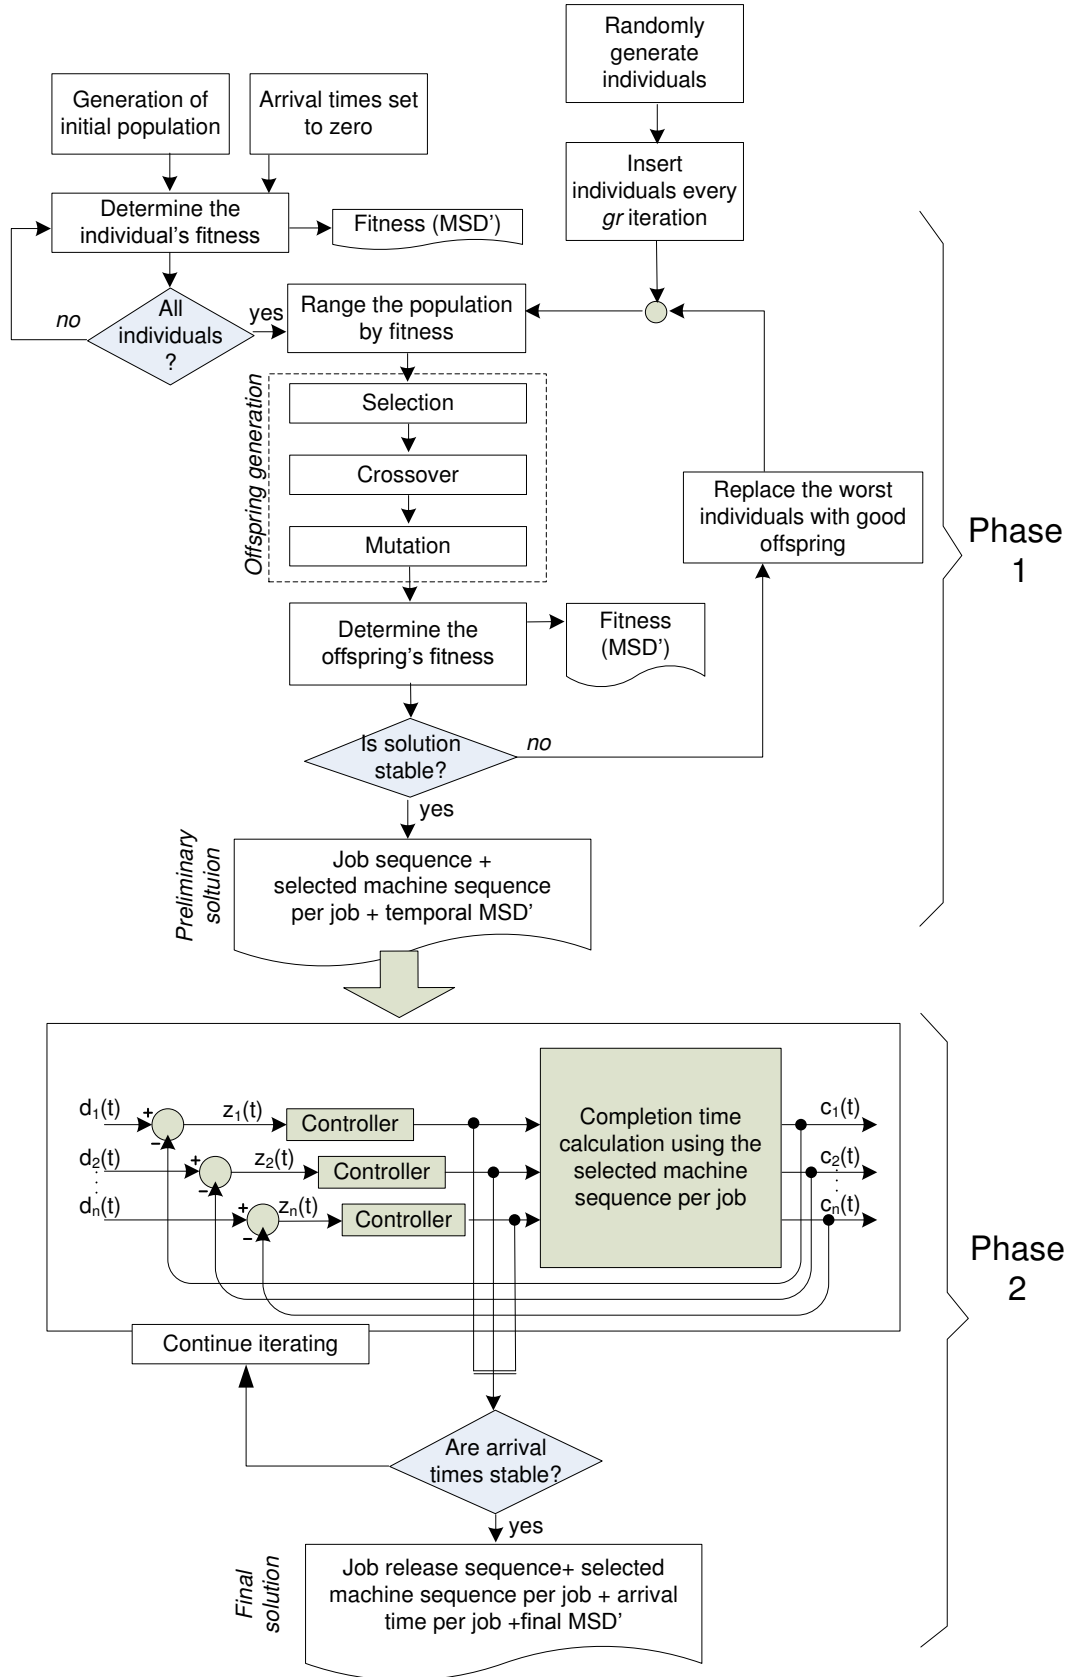 Randomly
generate
individuals
Generation of
initial population
Arrival times set
to zero
Insert
individuals every
gr iteration
Determine the
individual's fitness
Fitness (MSD')
All
individuals
?
no
yes
Range the population
by fitness
Offspring generation
Selection
Crossover
Mutation
Replace the worst
individuals with good
offspring
Phase
1
Determine the
offspring's fitness
Fitness
(MSD')
Is solution
stable?
no
yes
Preliminary
soltuion
Job sequence +
selected machine sequence
per job + temporal MSD'
d1(t)
+
−
z1(t)
Controller
d2(t)
+
−
z2(t)
Controller
dn(t)
+
−
zn(t)
Controller
Completion time
calculation using the
selected machine
sequence per job
c1(t)
c2(t)
cn(t)
Phase
2
Continue iterating
Are arrival
times stable?
yes
Final
solution
Job release sequence+ selected
machine sequence per job + arrival
time per job +final MSD'